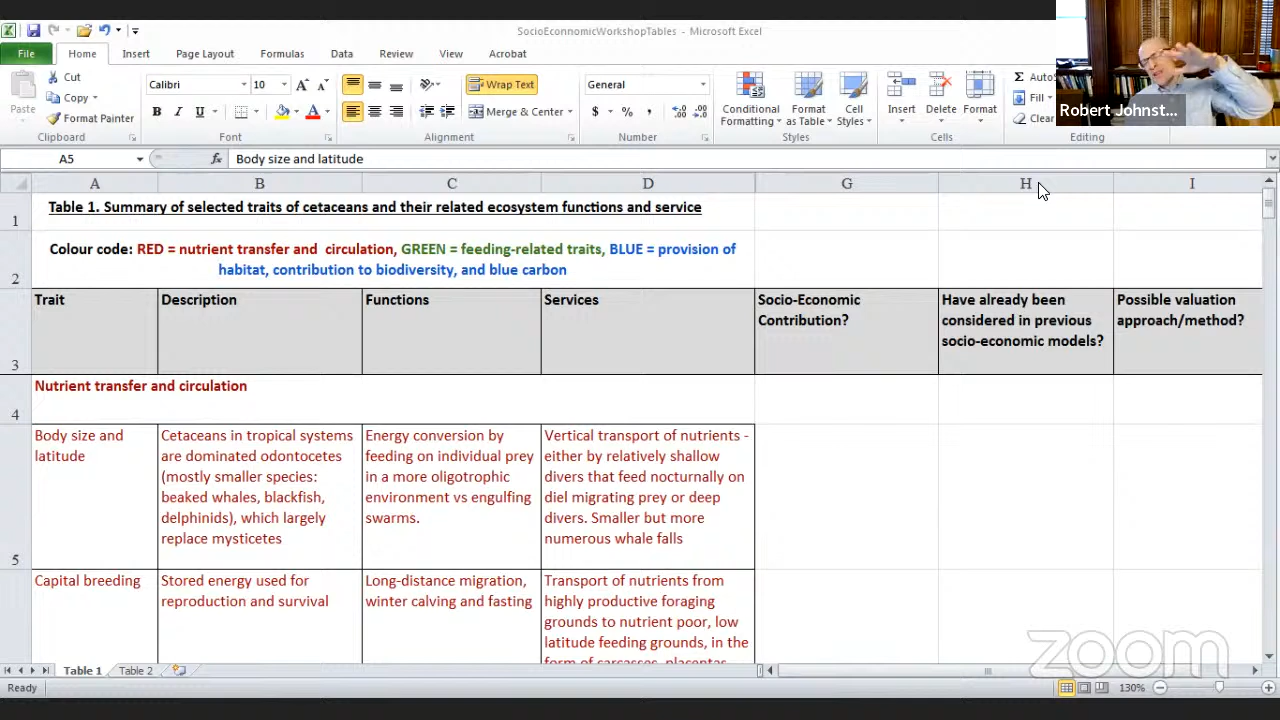 SocioEconnomicWorkshopTables - Microsoft Excel
File Home Insert Page Layout Formulas Data Review View Acrobat
Paste
Cut
Copy
Format Painter
Calibri 10
Wrap Text
Merge & Center
General
Conditional Formatting
Format as Table
Cell Styles
Insert Delete Format
Fill
Robert Johnst...
Clipboard Font Alignment Number Styles Cells Editing
A5 fx Body size and latitude
A B C D G H I
1 Table 1. Summary of selected traits of cetaceans and their related ecosystem functions and service
Colour code: RED = nutrient transfer and circulation, GREEN = feeding-related traits, BLUE = provision of
2 habitat, contribution to biodiversity, and blue carbon
3
Trait
Description
Functions
Services
Socio-Economic
Contribution?
Have already been
considered in previous
socio-economic models?
Possible valuation
approach/method?
4 Nutrient transfer and circulation
5
Body size and
latitude
Cetaceans in tropical systems
are dominated odontocetes
(mostly smaller species:
beaked whales, blackfish,
delphinids), which largely
replace mysticetes
Energy conversion by
feeding on individual prey
in a more oligotrophic
environment vs engulfing
swarms.
Vertical transport of nutrients -
either by relatively shallow
divers that feed nocturnally on
diel migrating prey or deep
divers. Smaller but more
numerous whale falls
Capital breeding
Stored energy used for
reproduction and survival
Long-distance migration,
winter calving and fasting
Transport of nutrients from
highly productive foraging
grounds to nutrient poor, low
latitude feeding grounds, in the
form of carcasses, placentas
zoom
Table 1 Table 2
Ready 130%